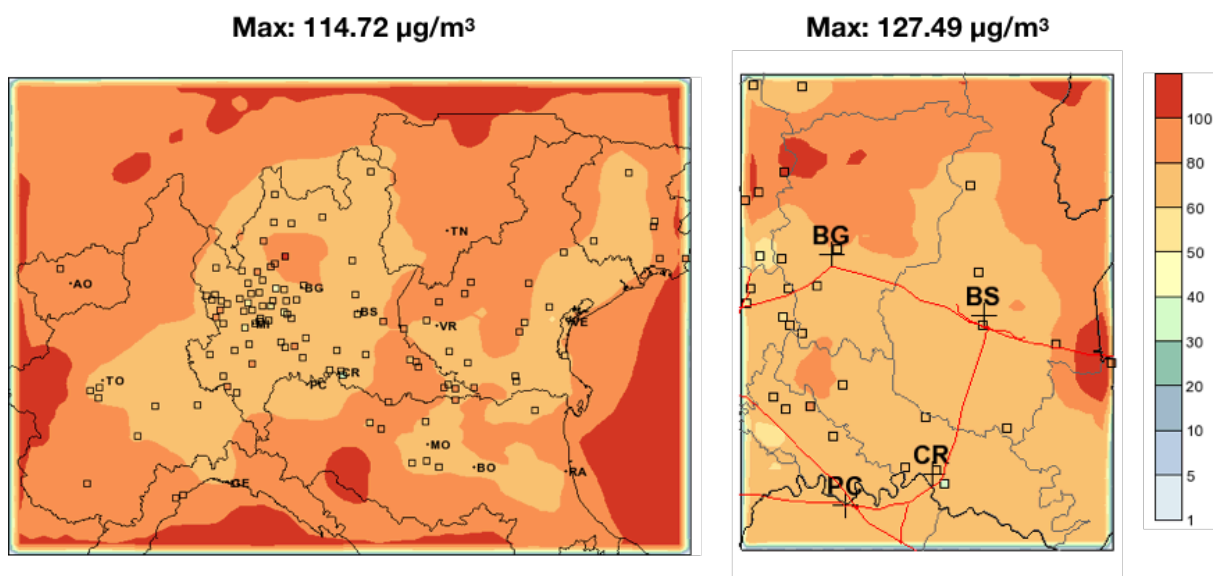 Max: 114.72 µg/m³
Max: 127.49 µg/m³
TN
AO
BG
MI
BS
VR
VE
TO
PC
CR
MO
BO
RA
GE
BG
BS
CR
PC
100
80
60
50
40
30
20
10
5
1